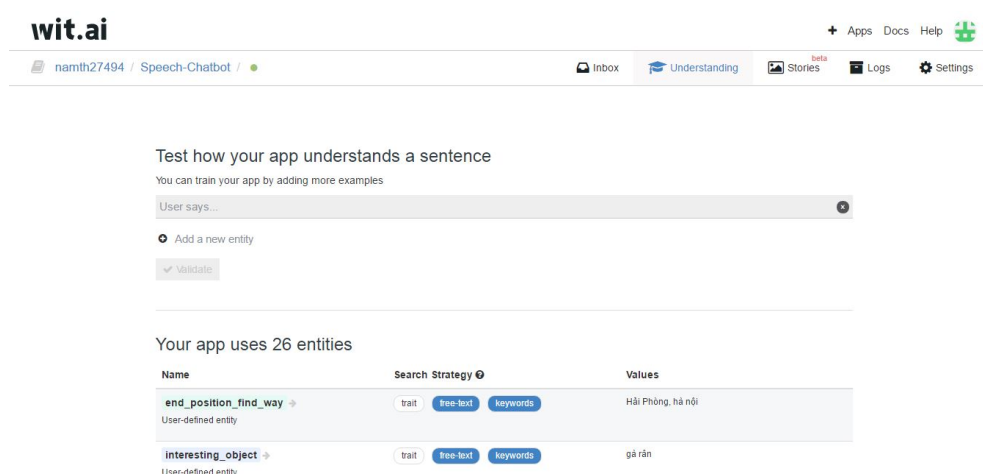 wit.ai
Apps Docs Help
namth27494 / Speech-Chatbot /
Inbox Understanding Stories beta Logs Settings
Test how your app understands a sentence
You can train your app by adding more examples
User says...
Add a new entity
Validate
Your app uses 26 entities
Name Search Strategy Values
end_position_find_way trait free-text keywords Hải Phòng, hà nội
User-defined entity
interesting_object trait free-text keywords gà rán
User-defined entity